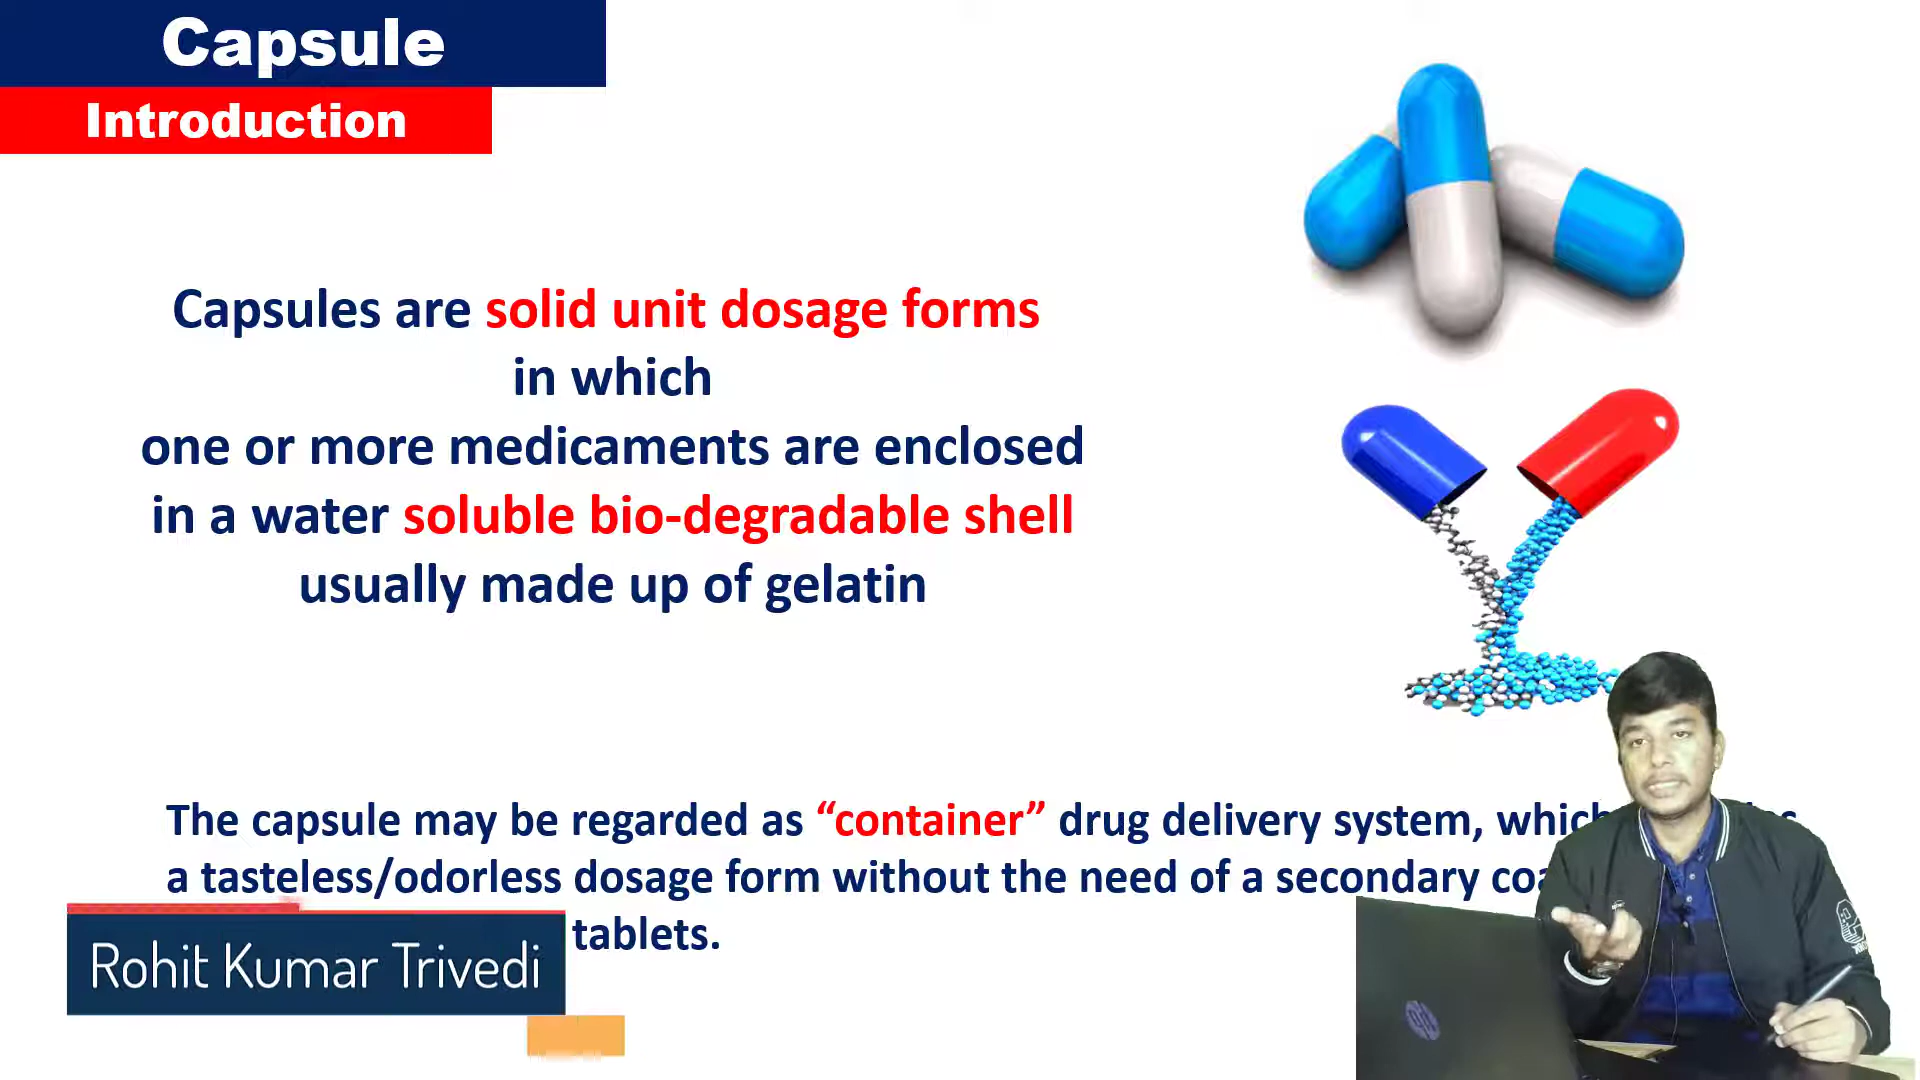 Capsule
Introduction
Capsules are solid unit dosage forms
in which
one or more medicaments are enclosed
in a water soluble bio-degradable shell
usually made up of gelatin
The capsule may be regarded as “container” drug delivery system,
a tasteless/odorless dosage form without the need of a secondary
tablets.
Rohit Kumar Trivedi
hp